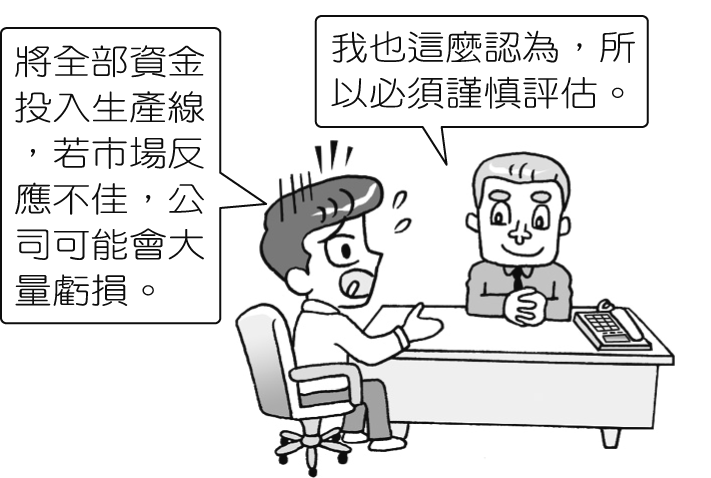 將全部資金
投入生產線
，若市場反
應不佳，公
司可能會大
量虧損。
我也這麼認為，所
以必須謹慎評估。